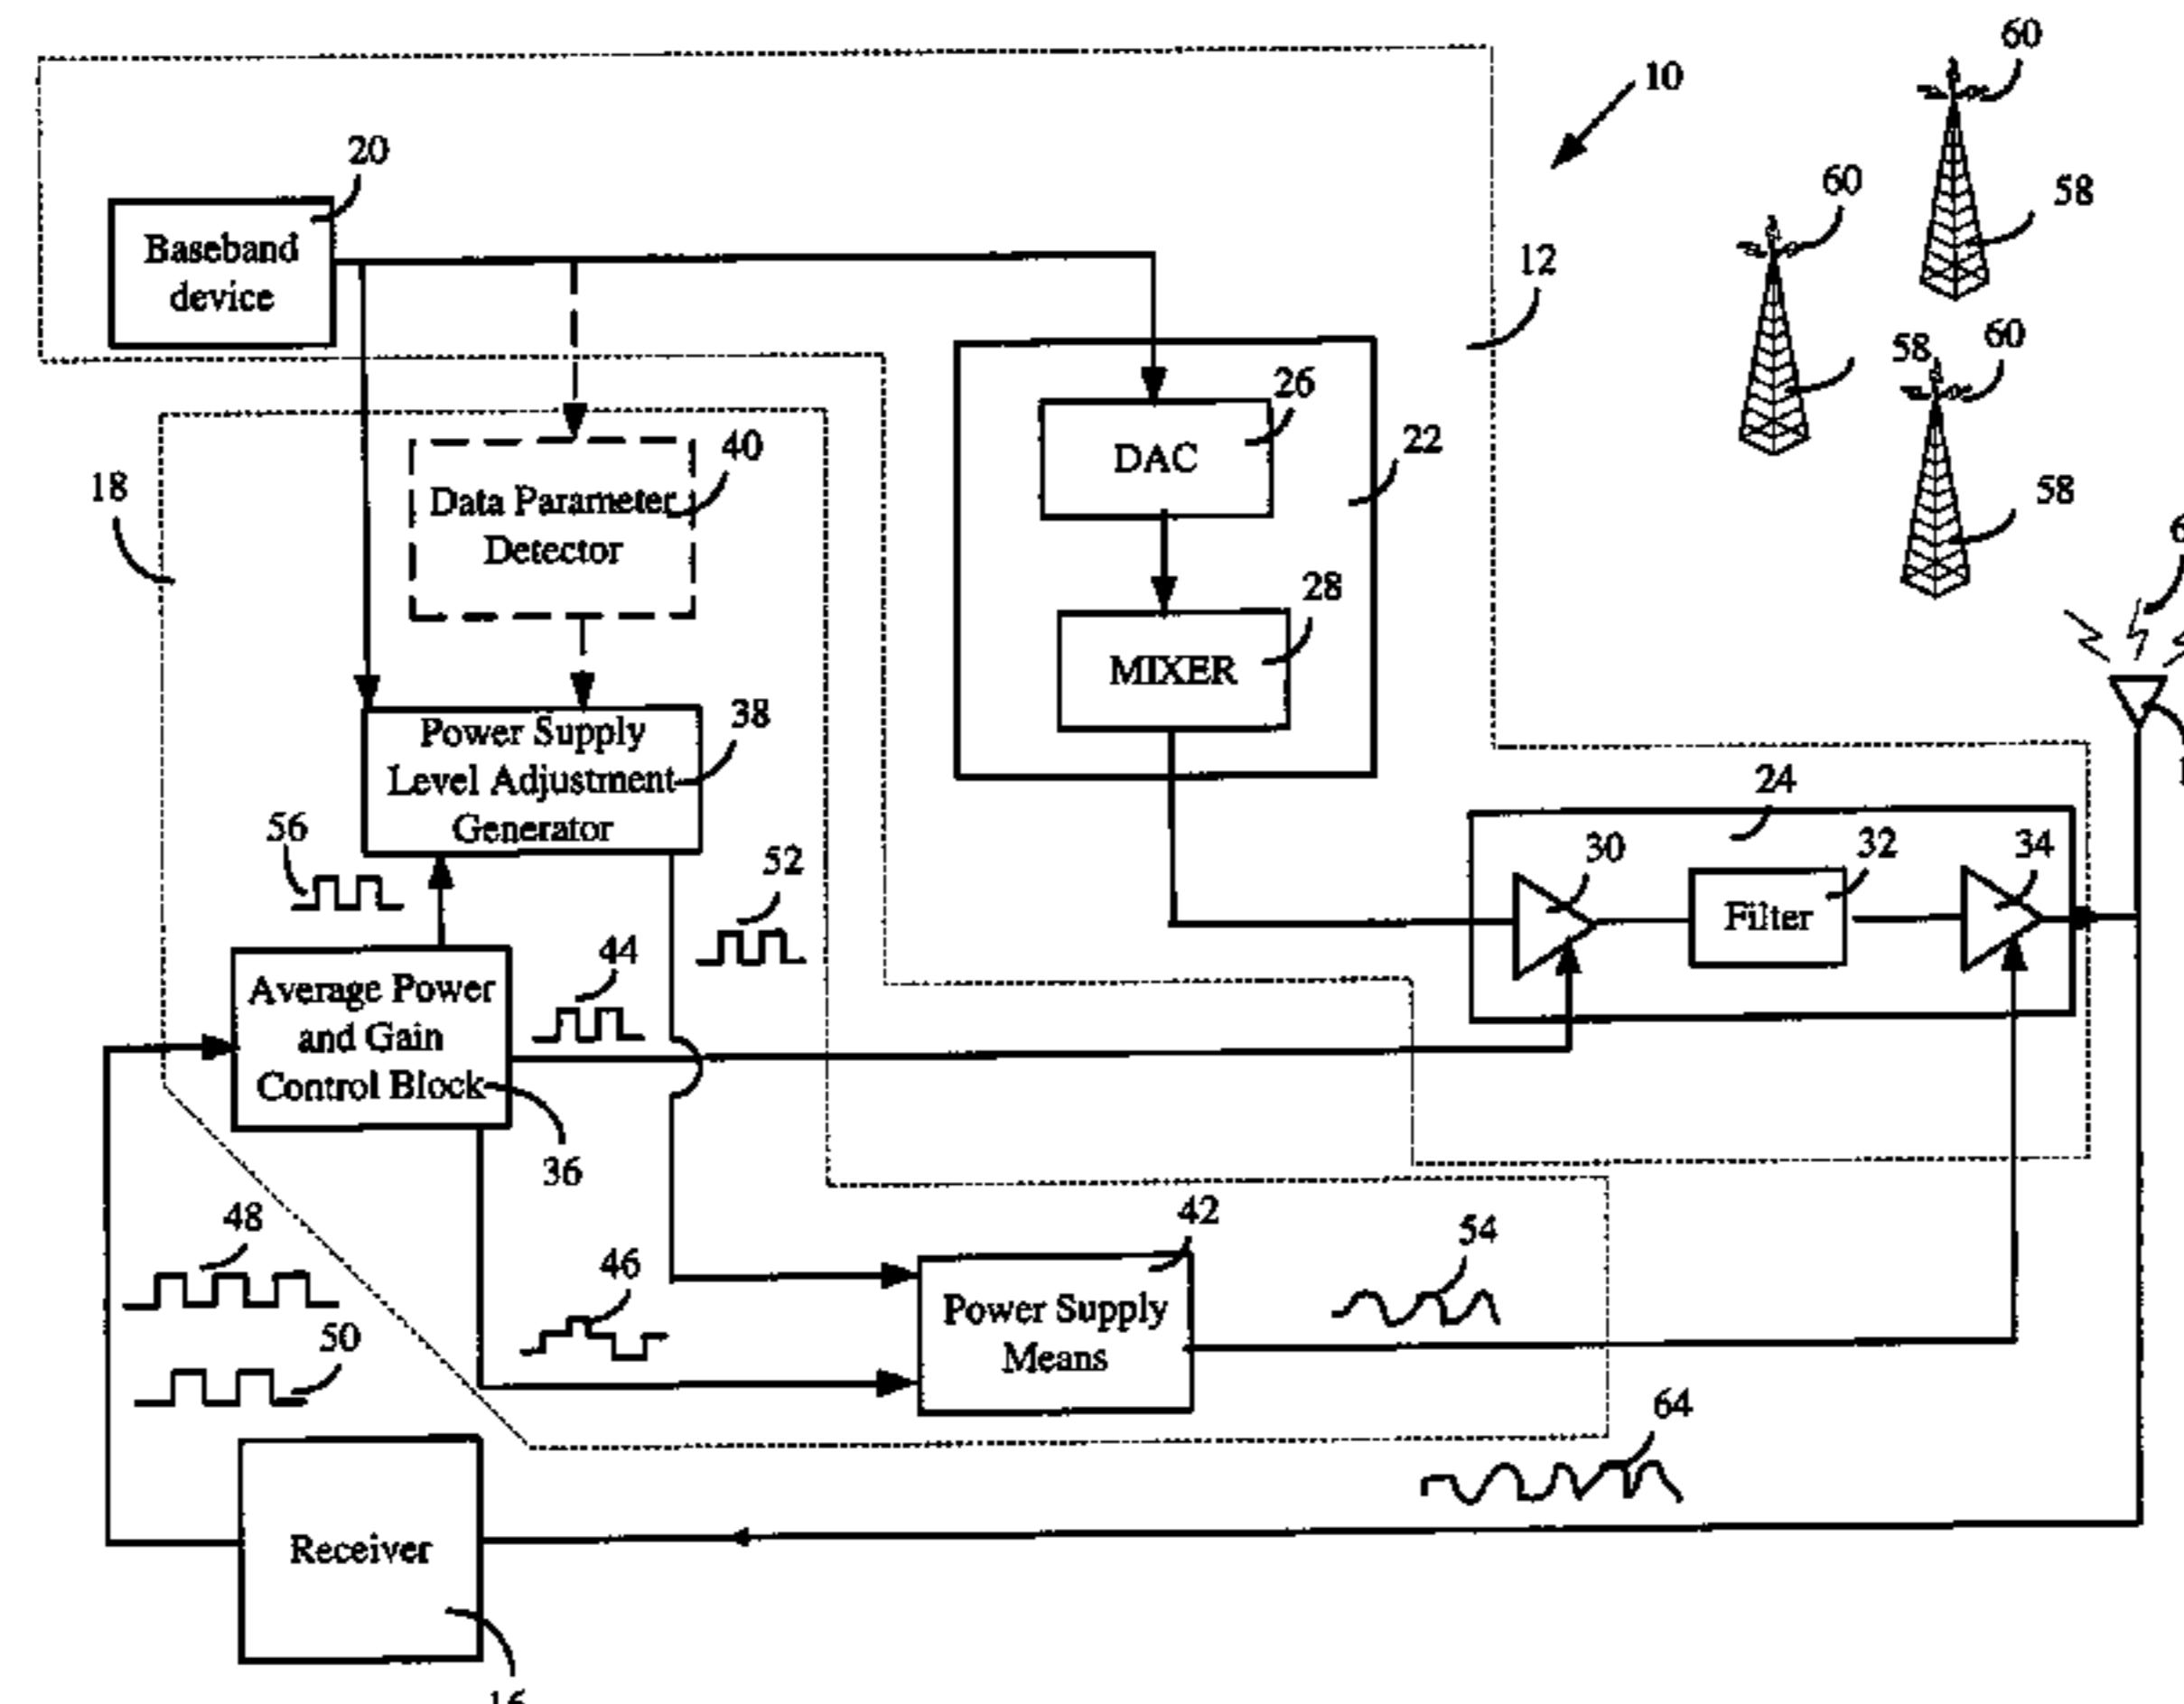 60
10
20
60
58
Baseband
device
12
58
60
26
22
40
DAC
18
Data Parameter
Detector
58
28
MIXER
38
Power Supply
Level Adjustment
Generator
24
56
52
30
32
34
Filter
44
Average Power
and Gain
Control Block
36
48
42
54
46
Power Supply
Means
50
64
Receiver
16